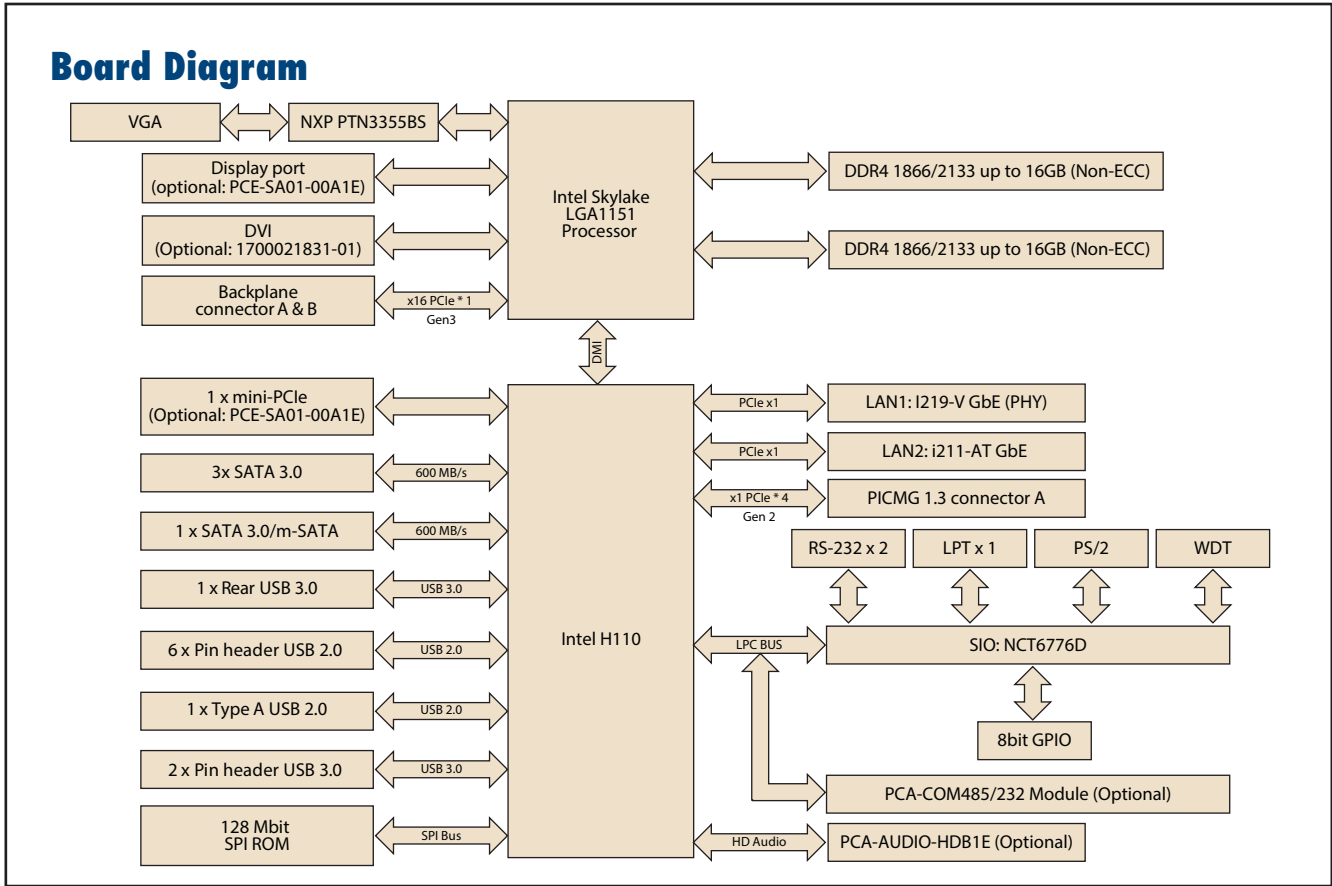 Board Diagram
VGA
NXP PTN3355BS
Display port
(optional: PCE-SA01-00A1E)
DVI
(Optional: 1700021831-01)
Backplane
connector A & B
x16 PCIe * 1
Gen3
Intel Skylake
LGA1151
Processor
DDR4 1866/2133 up to 16GB (Non-ECC)
DDR4 1866/2133 up to 16GB (Non-ECC)
DMI
1 x mini-PCIe
(Optional: PCE-SA01-00A1E)
3x SATA 3.0
600 MB/s
1 x SATA 3.0/m-SATA
600 MB/s
1 x Rear USB 3.0
USB 3.0
6 x Pin header USB 2.0
USB 2.0
1 x Type A USB 2.0
USB 2.0
2 x Pin header USB 3.0
USB 3.0
128 Mbit
SPI ROM
SPI Bus
Intel H110
PCIe x1
LAN1: I219-V GbE (PHY)
PCIe x1
LAN2: i211-AT GbE
x1 PCIe * 4
Gen 2
PICMG 1.3 connector A
RS-232 x 2
LPT x 1
PS/2
WDT
LPC BUS
SIO: NCT6776D
8bit GPIO
PCA-COM485/232 Module (Optional)
HD Audio
PCA-AUDIO-HDB1E (Optional)